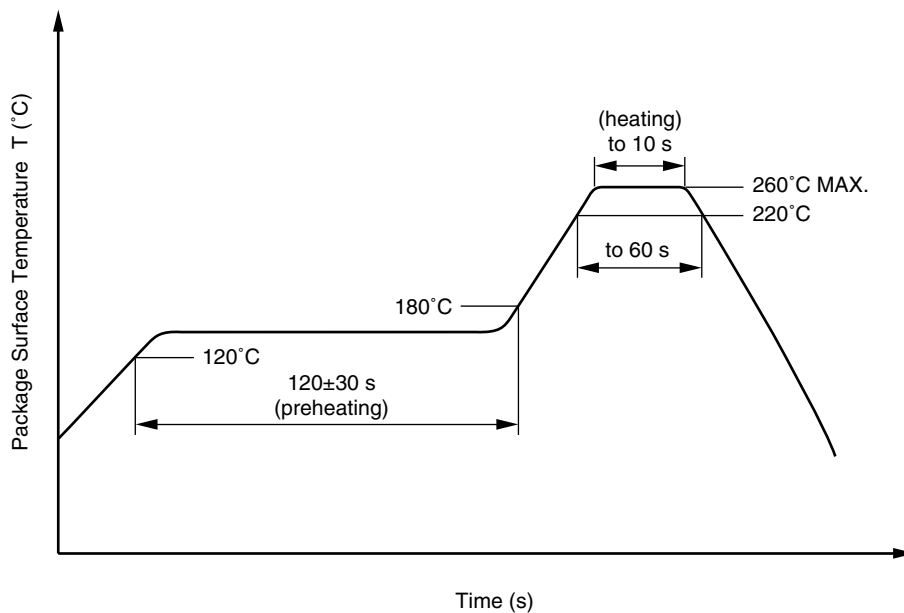 Package Surface Temperature T (˚C)
(heating)
to 10 s
260˚C MAX.
220˚C
to 60 s
180˚C
120˚C
120±30 s
(preheating)
Time (s)